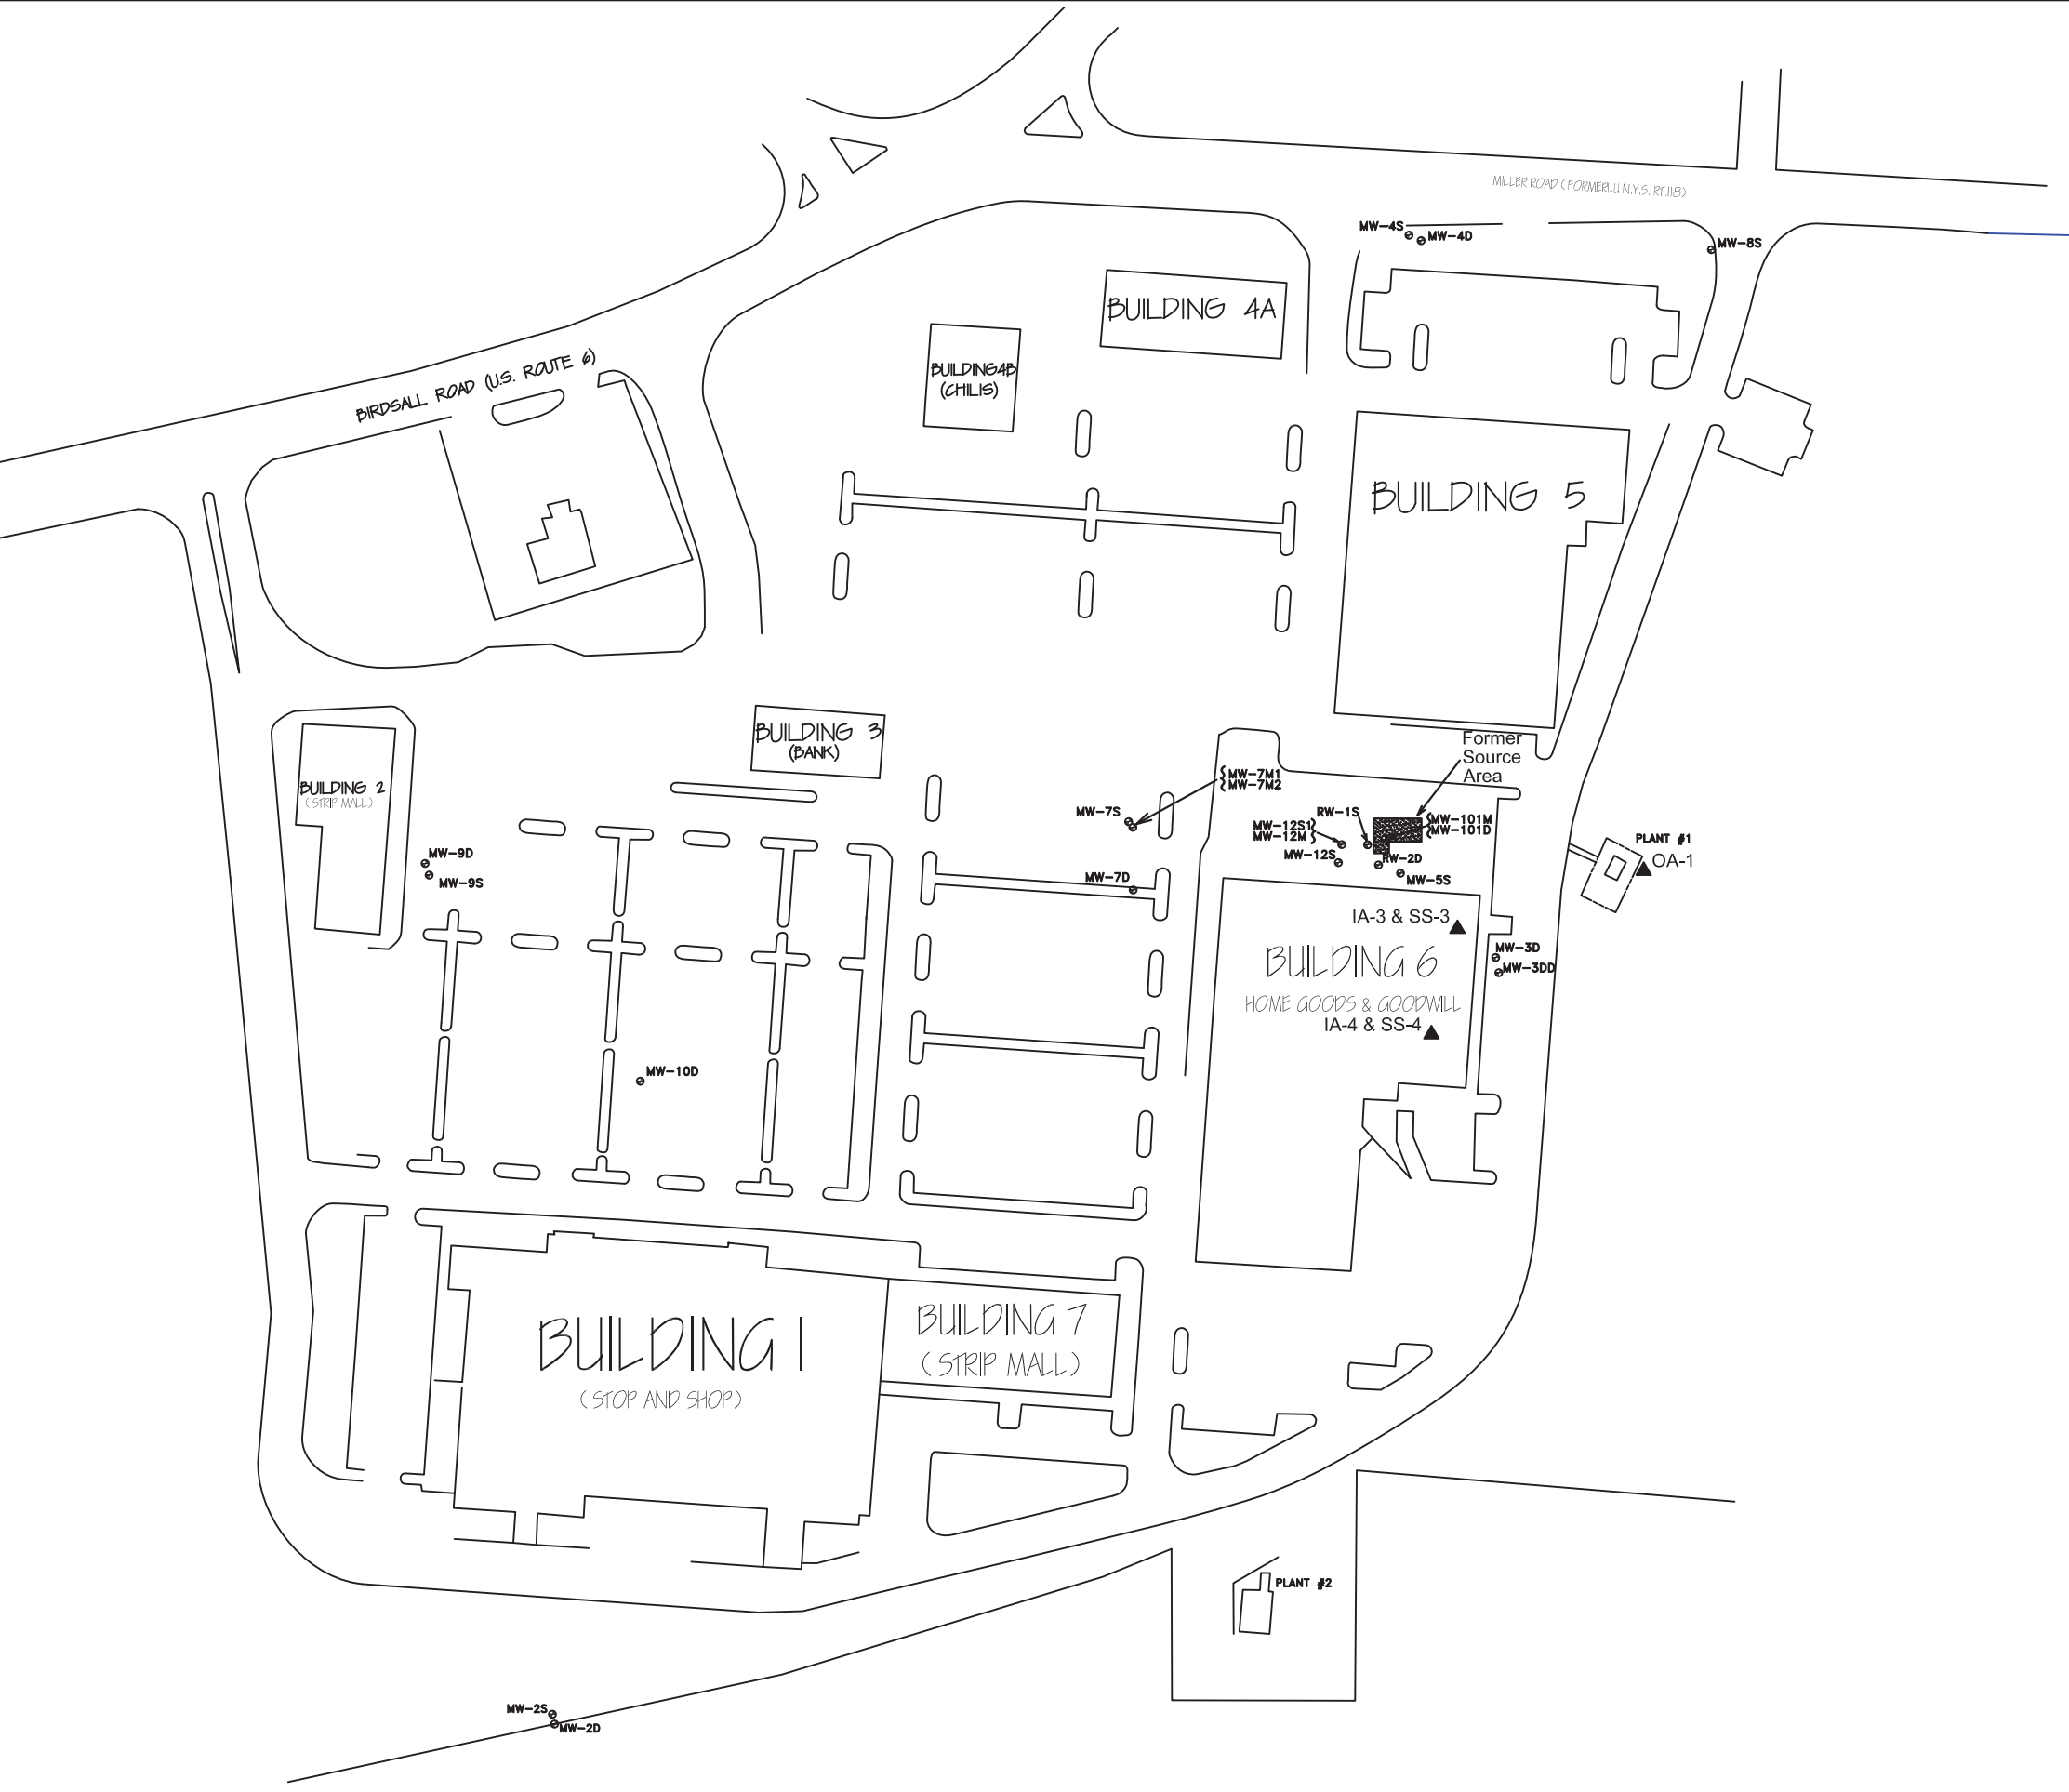 MILLER ROAD ( FORMERLU N.Y.S. RT.118)
MW-4S
MW-4D
MW-8S
BUILDING 4A
BUILDING4B
(CHILIS)
BIRDSALL ROAD (U.S. ROUTE 6)
BUILDING 5
BUILDING 3
(BANK)
Former
Source
Area
BUILDING 2
( STRIP MALL)
MW-7M1
MW-7M2
MW-7S
RW-1S
MW-101M
MW-101D
MW-12S1
MW-12M
MW-12S
RW-2D
MW-5S
PLANT #1
OA-1
MW-9D
MW-9S
MW-7D
IA-3 & SS-3
BUILDING 6
HOME GOODS & GOODWILL
IA-4 & SS-4
MW-3D
MW-3DD
MW-10D
BUILDING 1
( STOP AND SHOP)
BUILDING 7
( STRIP MALL)
PLANT #2
MW-2S
MW-2D